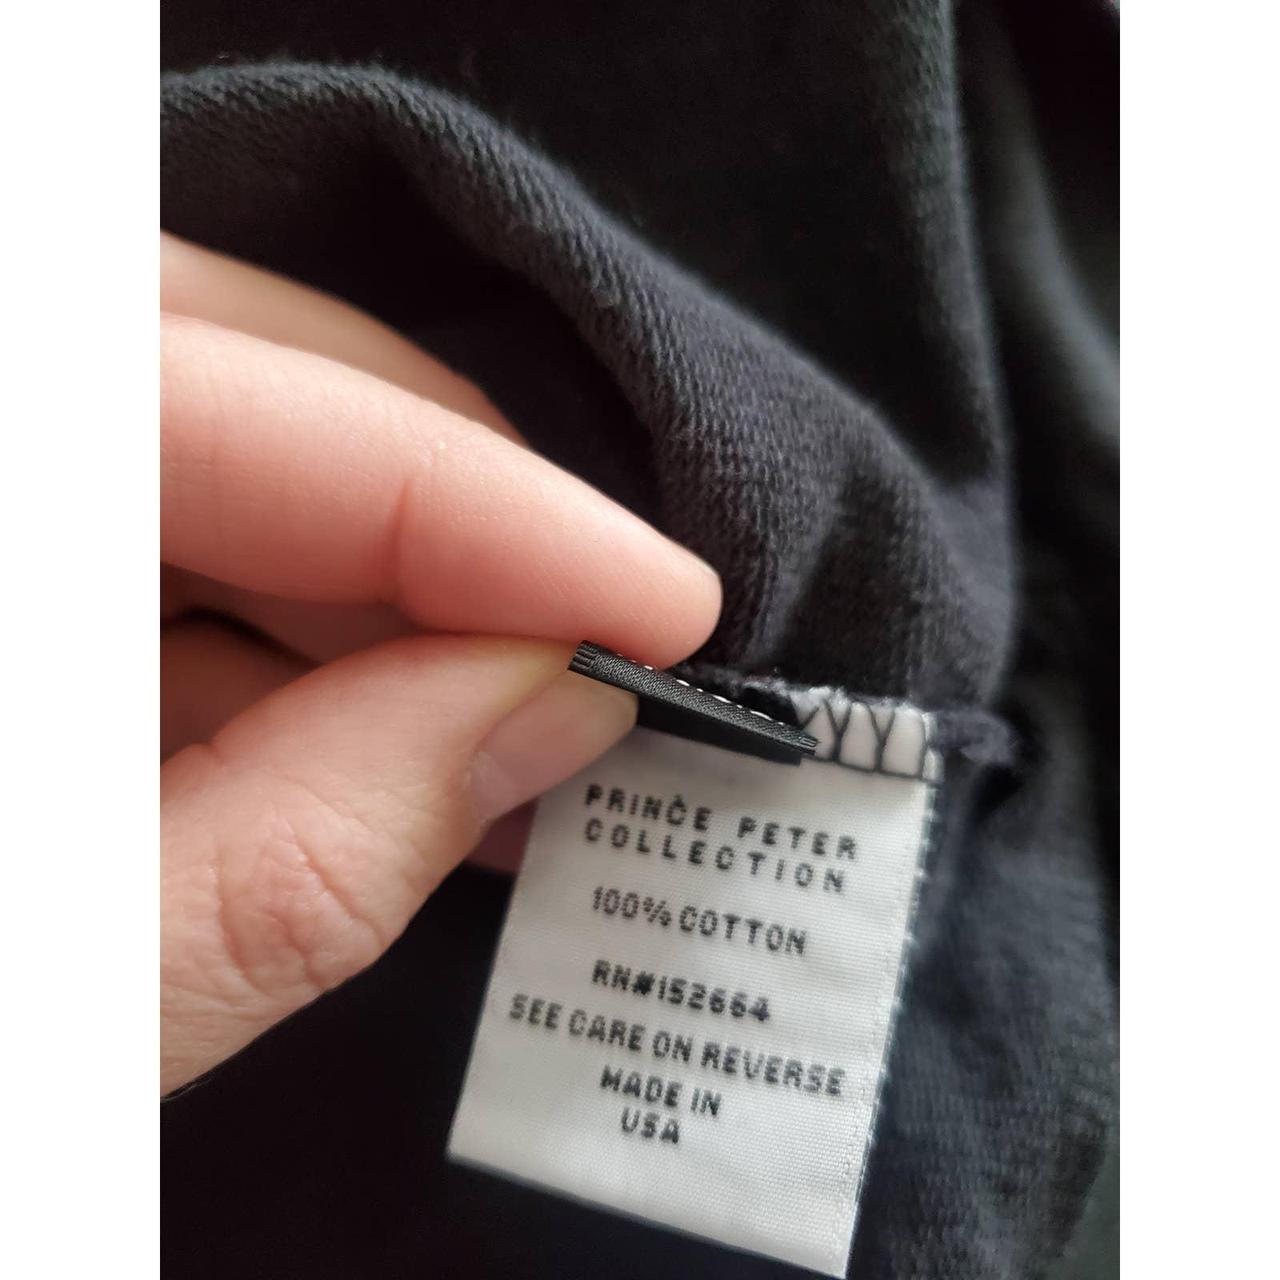 PRINCE PETER
COLLECTION
100% COTTON
RN#152664
SEE CARE ON REVERSE
MADE IN
USA